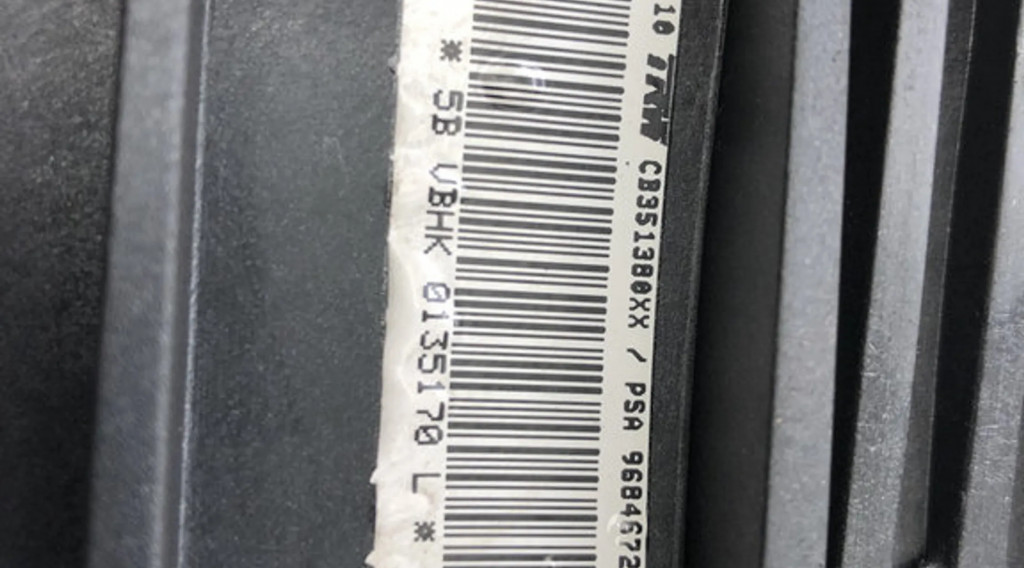 10 TRW CB351380XX / PSA 9684672
* 5B VBHK 0135170 L *